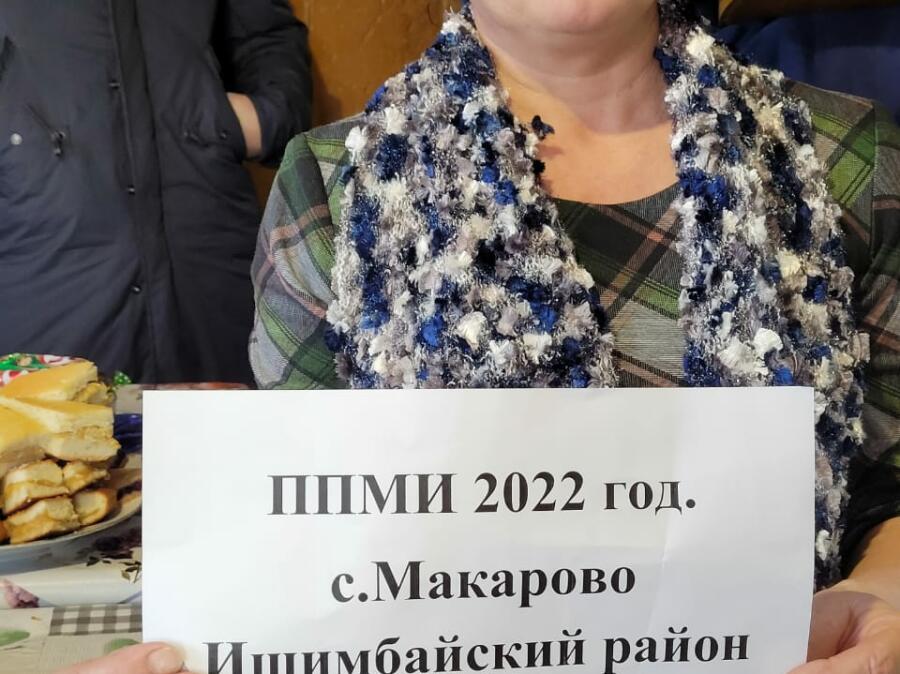 ППМИ 2022 год.
с.Макарово
Ишимбайский район